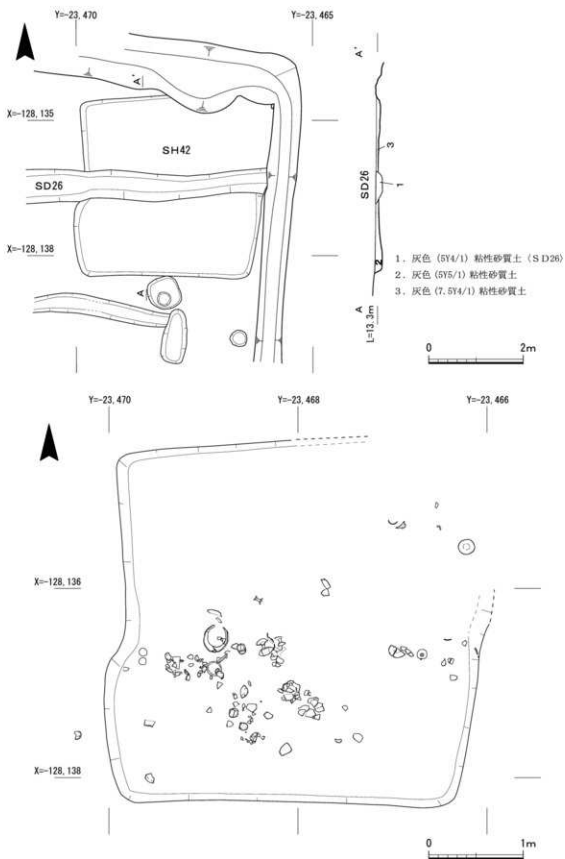 Y=-23,470
Y=-23,465
X=-128,135
X=-128,138
A'
SH42
SD26
A
A'
3
SD26
1
2
A
L=13.3m
1. 灰色 (5Y4/1) 粘性砂質土 (SD26)
2. 灰色 (5Y5/1) 粘性砂質土
3. 灰色 (7.5Y4/1) 粘性砂質土
0 2m
Y=-23,470
Y=-23,468
Y=-23,466
X=-128,136
X=-128,138
0 1m